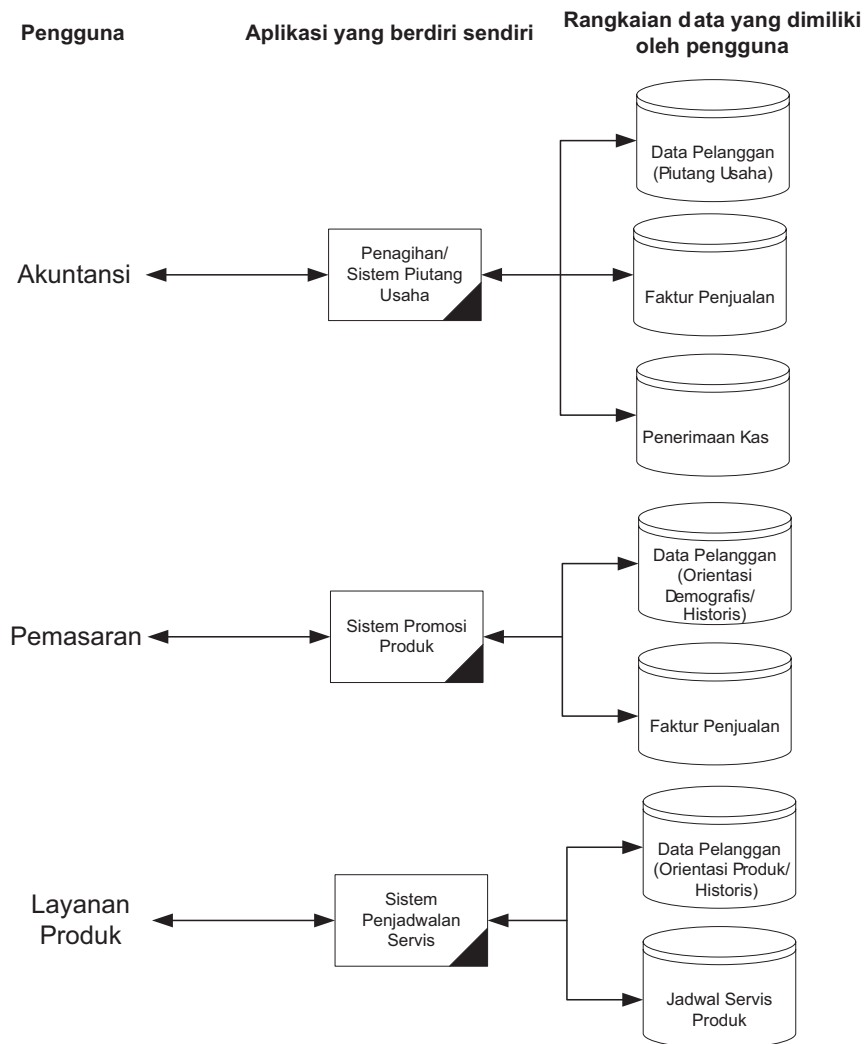 Pengguna
Aplikasi yang berdiri sendiri
Rangkaian data yang dimiliki
oleh pengguna
Akuntansi
Penagihan/
Sistem Piutang
Usaha
Data Pelanggan
(Piutang Usaha)
Faktur Penjualan
Penerimaan Kas
Pemasaran
Sistem Promosi
Produk
Data Pelanggan
(Orientasi
Demografis/
Historis)
Faktur Penjualan
Layanan
Produk
Sistem
Penjadwalan
Servis
Data Pelanggan
(Orientasi Produk/
Historis)
Jadwal Servis
Produk